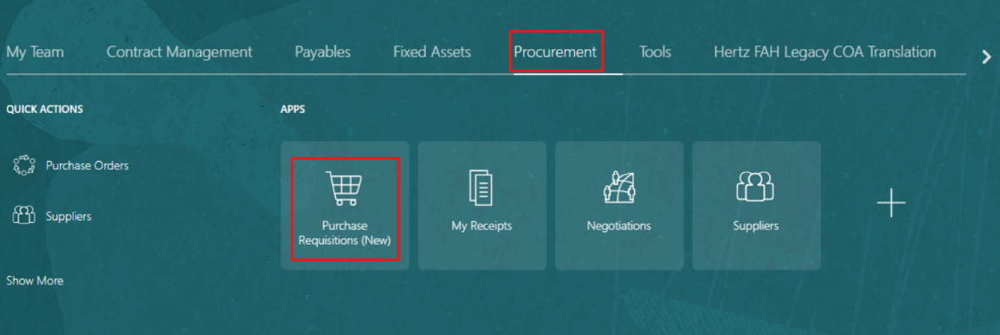 My Team Contract Management Payables Fixed Assets Procurement Tools Hertz FAH Legacy COA Translation
QUICK ACTIONS
APPS
Purchase Orders
Suppliers
Show More
Purchase
Requisitions (New)
My Receipts
Negotiations
Suppliers